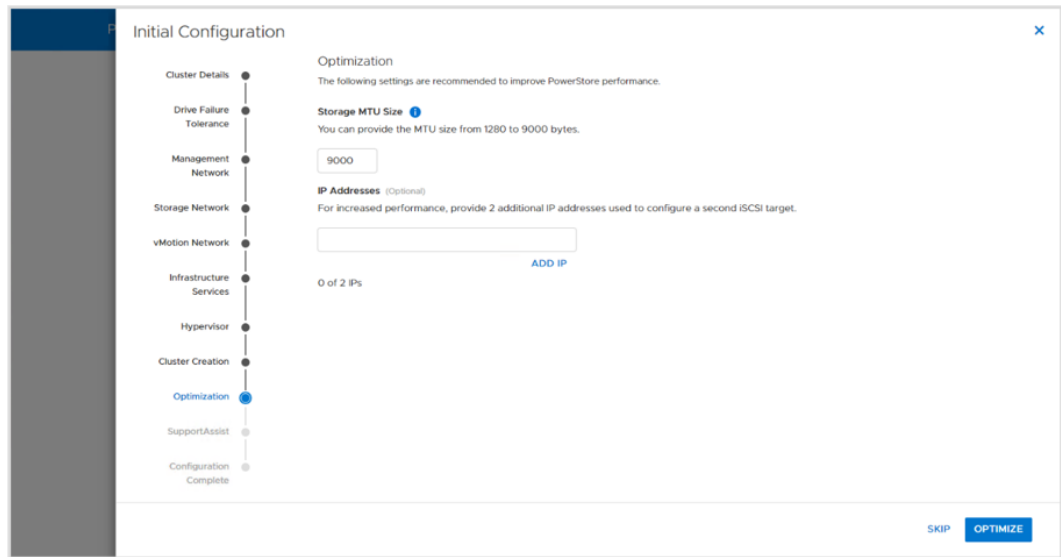 P
Initial Configuration
Cluster Details
Drive Failure
Tolerance
Management
Network
Storage Network
vMotion Network
Infrastructure
Services
Hypervisor
Cluster Creation
Optimization
SupportAssist
Configuration
Complete
Optimization
The following settings are recommended to improve PowerStore performance.
Storage MTU Size
You can provide the MTU size from 1280 to 9000 bytes.
9000
IP Addresses (Optional)
For increased performance, provide 2 additional IP addresses used to configure a second iSCSI target.
ADD IP
0 of 2 IPs
SKIP
OPTIMIZE